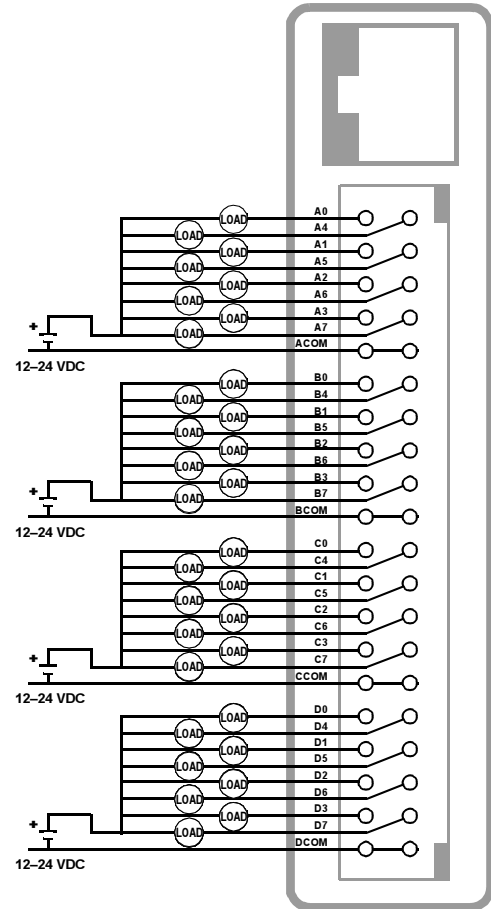 LOAD A0
LOAD A4
LOAD A1
LOAD A5
LOAD A2
LOAD A6
LOAD A3
+ LOAD A7
ACOM
12–24 VDC
LOAD B0
LOAD B4
LOAD B1
LOAD B5
LOAD B2
LOAD B6
LOAD B3
+ LOAD B7
BCOM
12–24 VDC
LOAD C0
LOAD C4
LOAD C1
LOAD C5
LOAD C2
LOAD C6
LOAD C3
+ LOAD C7
CCOM
12–24 VDC
LOAD D0
LOAD D4
LOAD D1
LOAD D5
LOAD D2
LOAD D6
LOAD D3
+ LOAD D7
DCOM
12–24 VDC